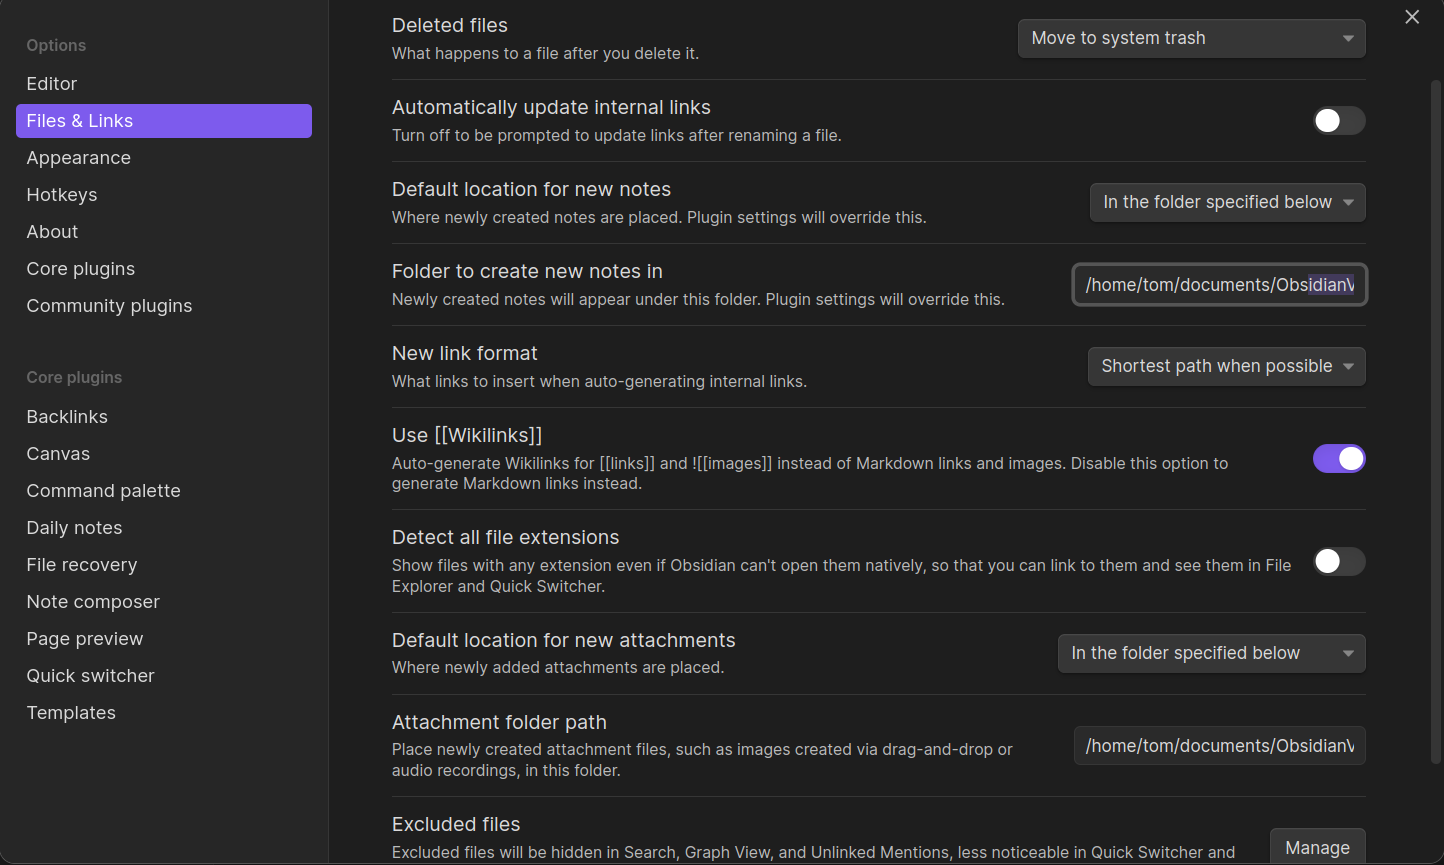 Options
Editor
Files & Links
Appearance
Hotkeys
About
Core plugins
Community plugins
Core plugins
Backlinks
Canvas
Command palette
Daily notes
File recovery
Note composer
Page preview
Quick switcher
Templates
Deleted files
What happens to a file after you delete it.
Move to system trash
Automatically update internal links
Turn off to be prompted to update links after renaming a file.
Default location for new notes
Where newly created notes are placed. Plugin settings will override this.
In the folder specified below
Folder to create new notes in
Newly created notes will appear under this folder. Plugin settings will override this.
/home/tom/documents/ObsidianV
New link format
What links to insert when auto-generating internal links.
Shortest path when possible
Use [[Wikilinks]]
Auto-generate Wikilinks for [[links]] and ![[images]] instead of Markdown links and images. Disable this option to
generate Markdown links instead.
Detect all file extensions
Show files with any extension even if Obsidian can't open them natively, so that you can link to them and see them in File
Explorer and Quick Switcher.
Default location for new attachments
Where newly added attachments are placed.
In the folder specified below
Attachment folder path
Place newly created attachment files, such as images created via drag-and-drop or
audio recordings, in this folder.
/home/tom/documents/ObsidianV
Excluded files
Excluded files will be hidden in Search, Graph View, and Unlinked Mentions, less noticeable in Quick Switcher and
Manage